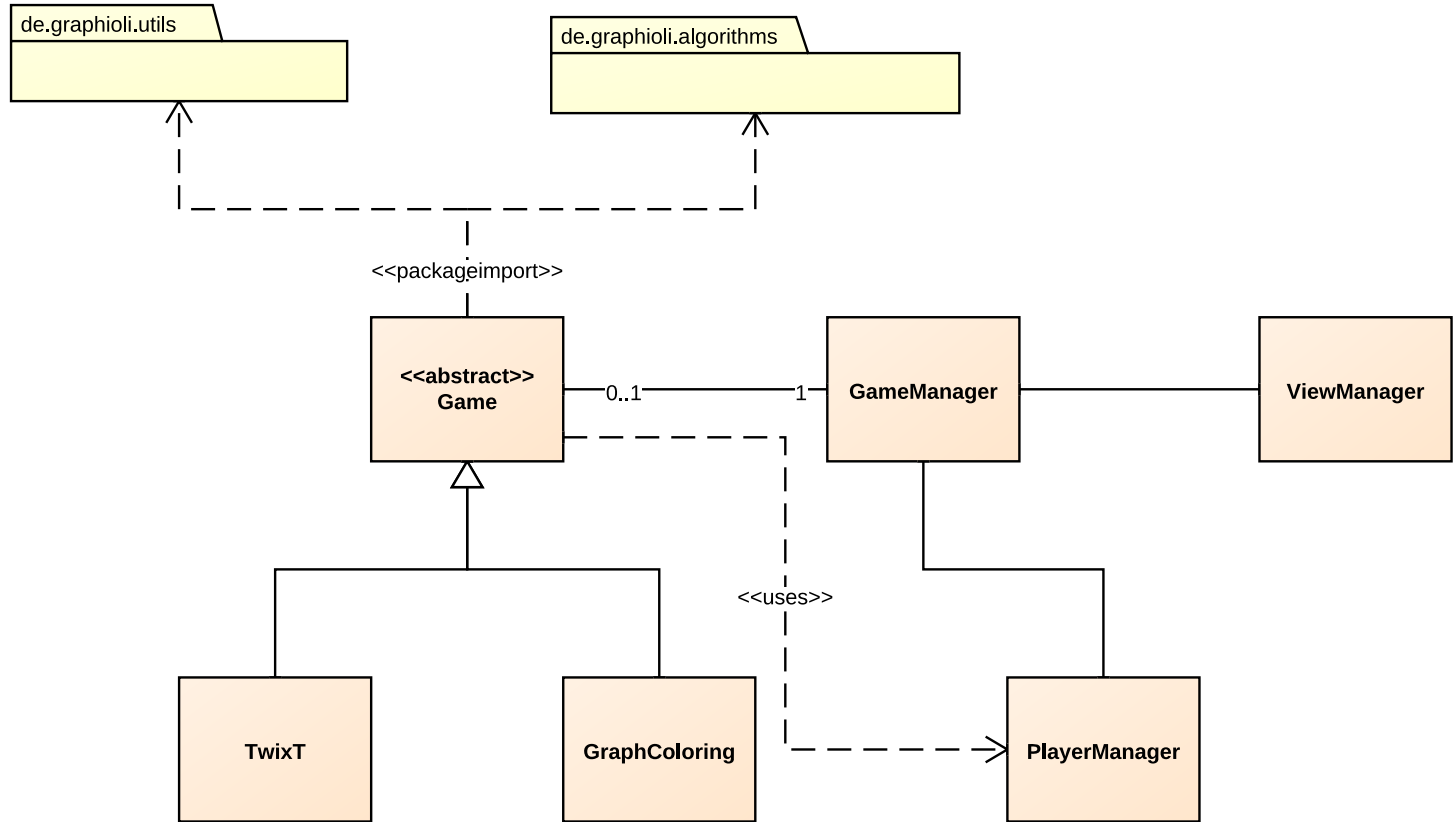 de.graphioli.utils
de.graphioli.algorithms
<<packageimport>>
<<abstract>>
Game
0..1
1
GameManager
ViewManager
<<uses>>
TwixT
GraphColoring
PlayerManager